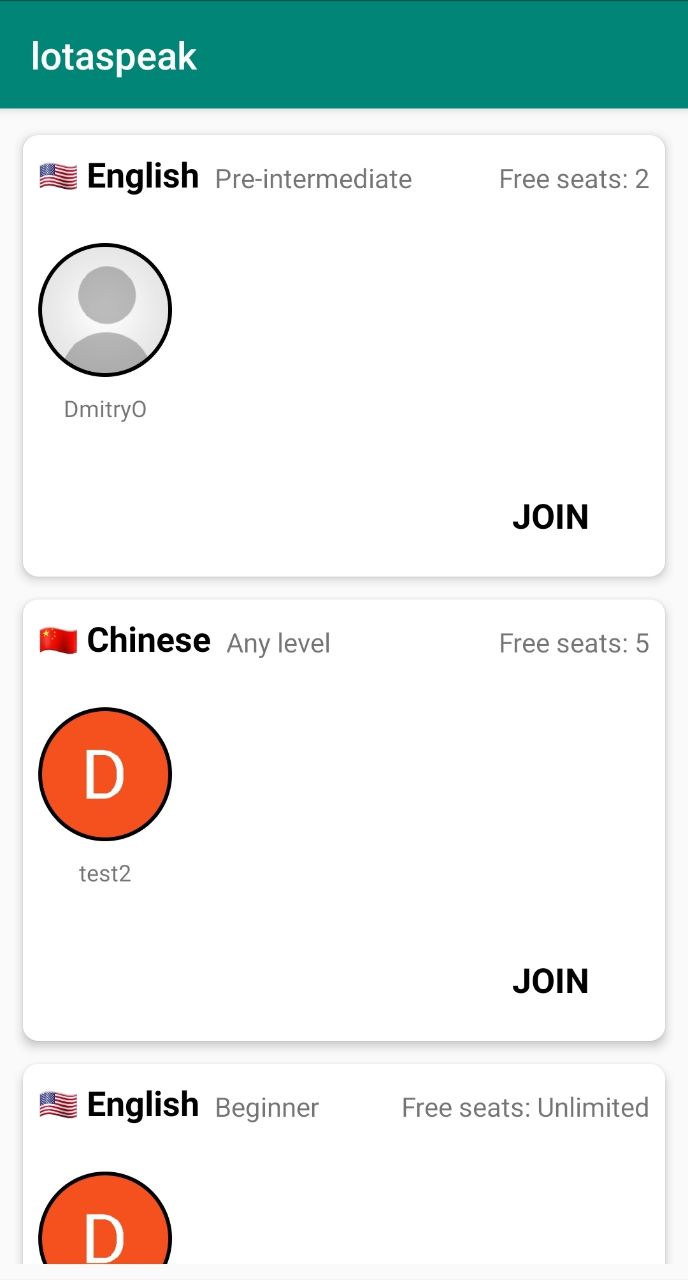 lotaspeak
🇺🇸 English Pre-intermediate Free seats: 2
DmitryO
JOIN
🇨🇳 Chinese Any level Free seats: 5
D
test2
JOIN
🇺🇸 English Beginner Free seats: Unlimited
D